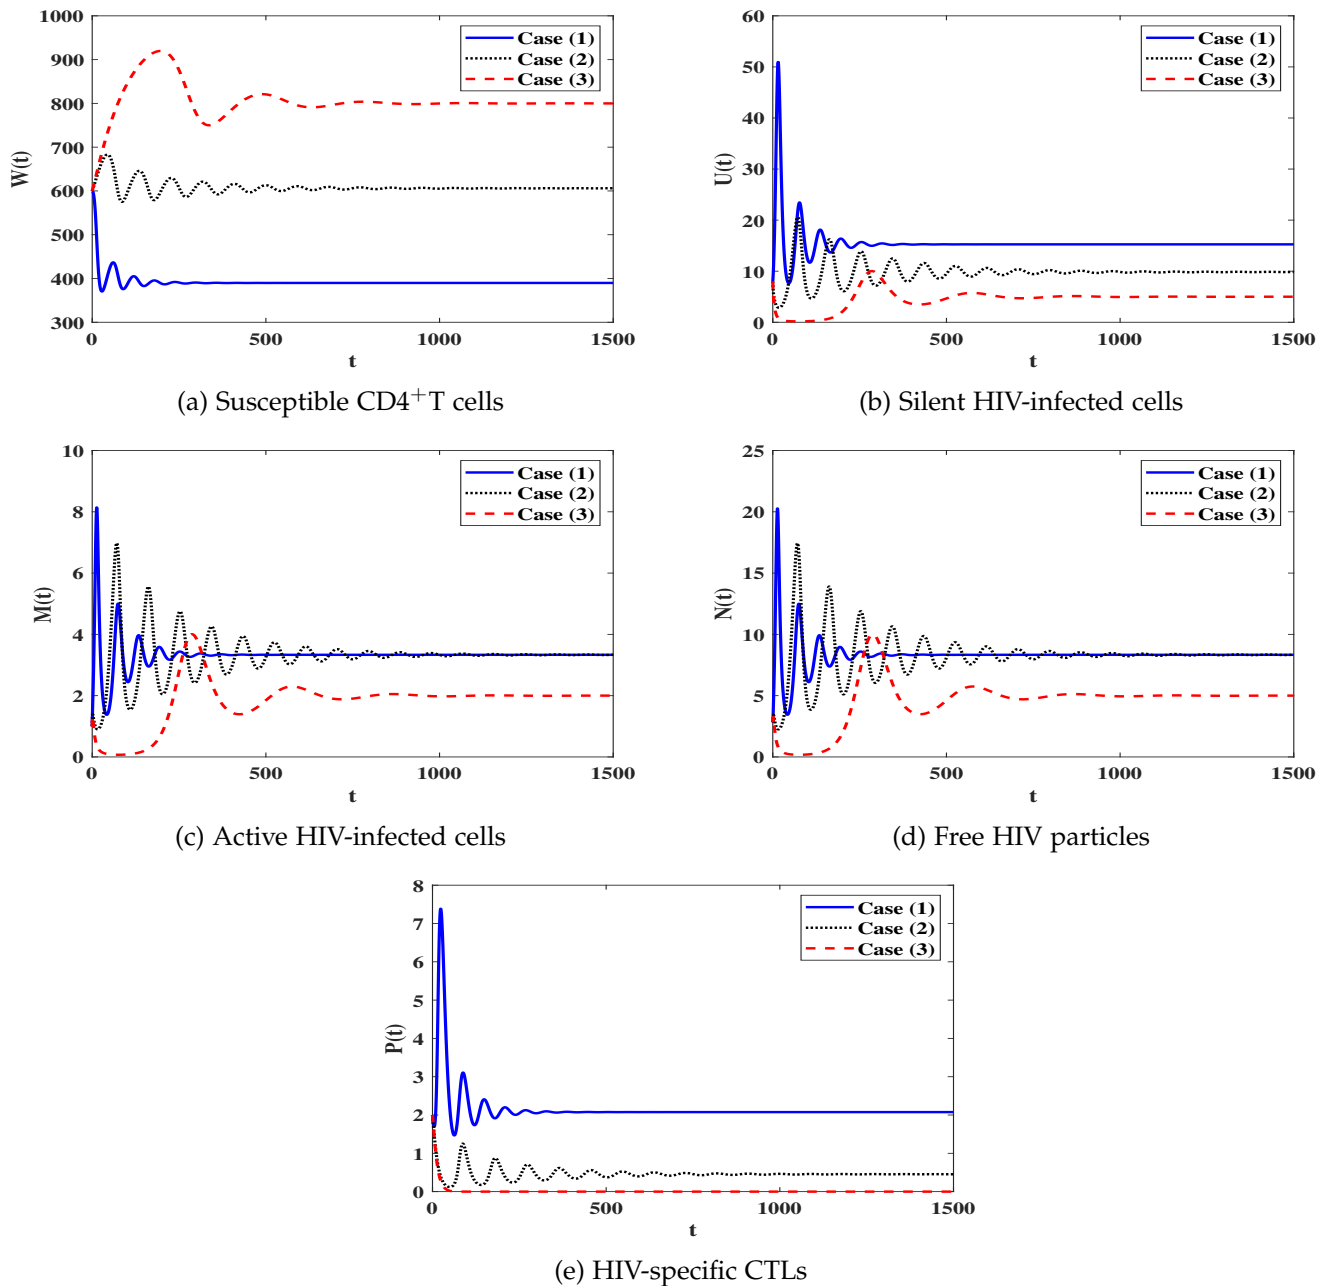 1000
900
800
700
600
500
400
300
W(t)
0
500
1000
1500
t
Case (1)
Case (2)
Case (3)
(a) Susceptible CD4+T cells
60
50
40
30
20
10
0
U(t)
0
500
1000
1500
t
Case (1)
Case (2)
Case (3)
(b) Silent HIV-infected cells
10
8
6
4
2
0
M(t)
0
500
1000
1500
t
Case (1)
Case (2)
Case (3)
(c) Active HIV-infected cells
25
20
15
10
5
0
N(t)
0
500
1000
1500
t
Case (1)
Case (2)
Case (3)
(d) Free HIV particles
8
7
6
5
4
3
2
1
0
P(t)
0
500
1000
1500
t
Case (1)
Case (2)
Case (3)
(e) HIV-specific CTLs